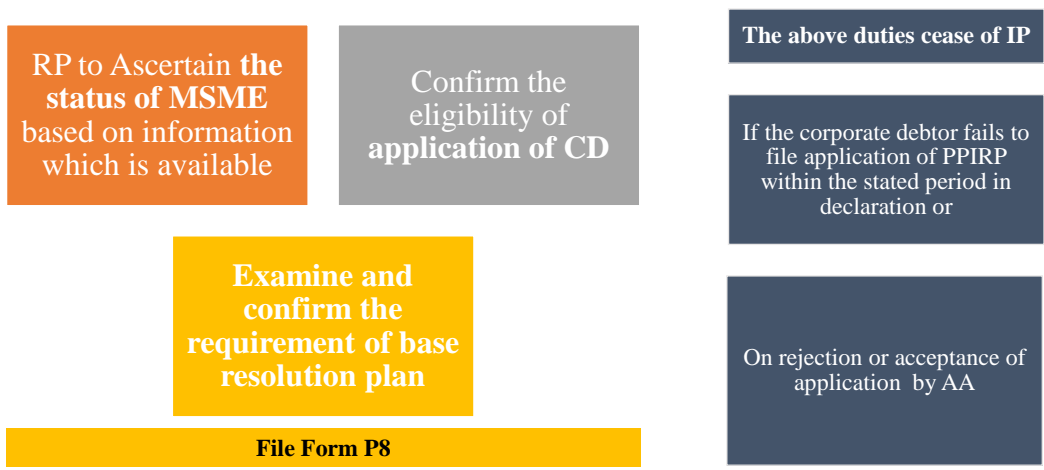 RP to Ascertain the
status of MSME
based on information
which is available
Confirm the
eligibility of
application of CD
Examine and
confirm the
requirement of base
resolution plan
File Form P8
The above duties cease of IP
If the corporate debtor fails to
file application of PPIRP
within the stated period in
declaration or
On rejection or acceptance of
application by AA